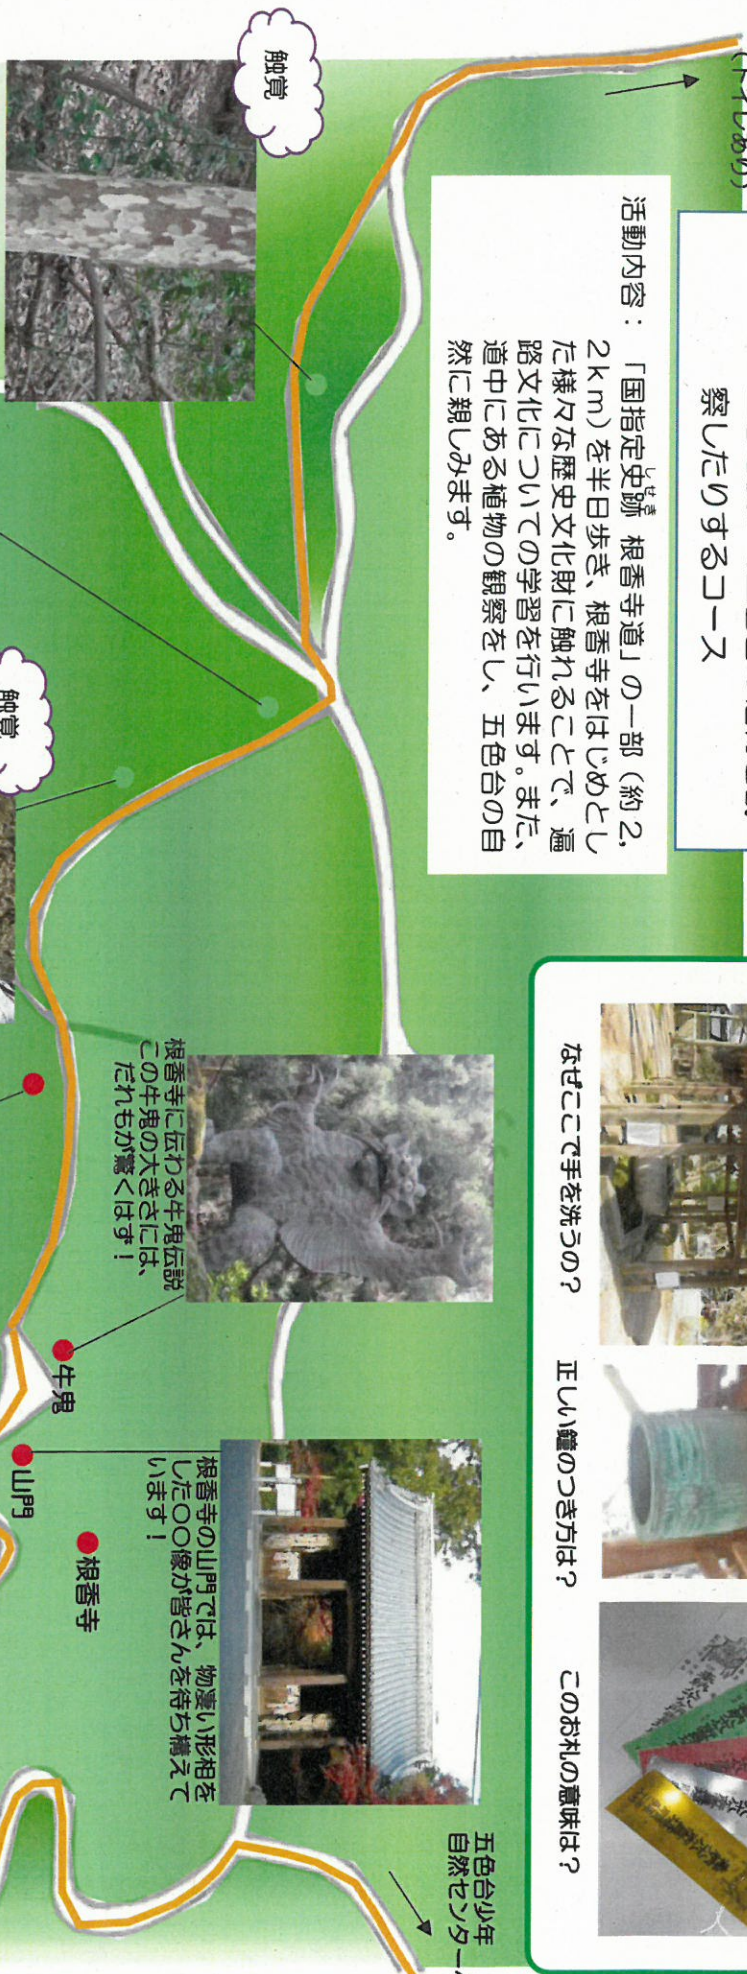 (トイレあり)
察したりするコース
活動内容：「国指定史跡 根香寺道」の一部（約2,
しせき
2km）を半日歩き、根香寺をはじめとし
た様々な歴史文化財に触れることで、遍
路文化についての学習を行います。また、
道中にある植物の観察をし、五色台の自
然に親しみます。
触覚
触覚
なぜここで手を洗うの？
正しい鐘のつき方は？
このお札の意味は？
根香寺に伝わる牛鬼伝説
この牛鬼の大きさには、
だれもが驚くはず！
牛鬼
根香寺の山門では、物凄い形相を
した○○像が皆さんを待ち構えて
います！
山門
根香寺
五色台少年
自然センター